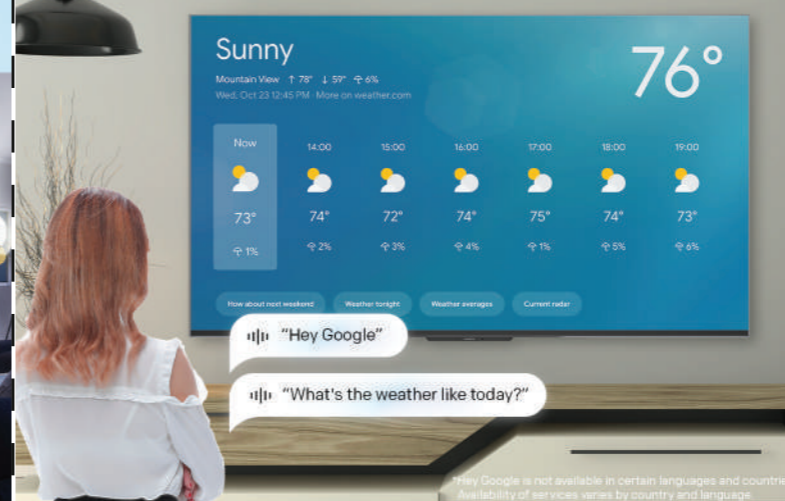 Sunny
76°
Mountain View ↑ 78° ↓ 59° 6%
Wed, Oct 23 12:45 PM · More on weather.com
Now 14:00 15:00 16:00 17:00 18:00 19:00
73° 74° 72° 74° 75° 74° 73°
1% 2% 3% 4% 1% 5% 6%
How about next weekend Weather tonight Weather averages Current radar
“Hey Google”
“What's the weather like today?”
*Hey Google is not available in certain languages and countrie
Availability of services varies by country and language.